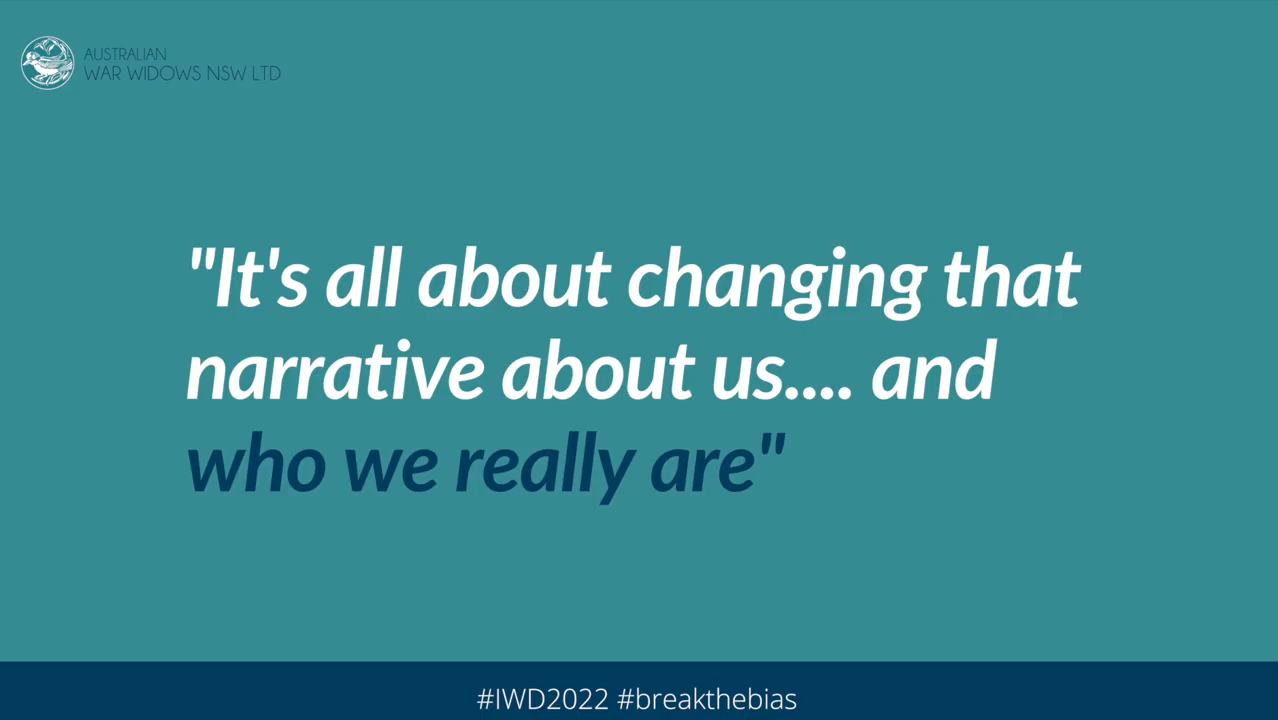 AUSTRALIAN
WAR WIDOWS NSW LTD
"It's all about changing that
narrative about us.... and
who we really are"
#IWD2022 #breakthebias